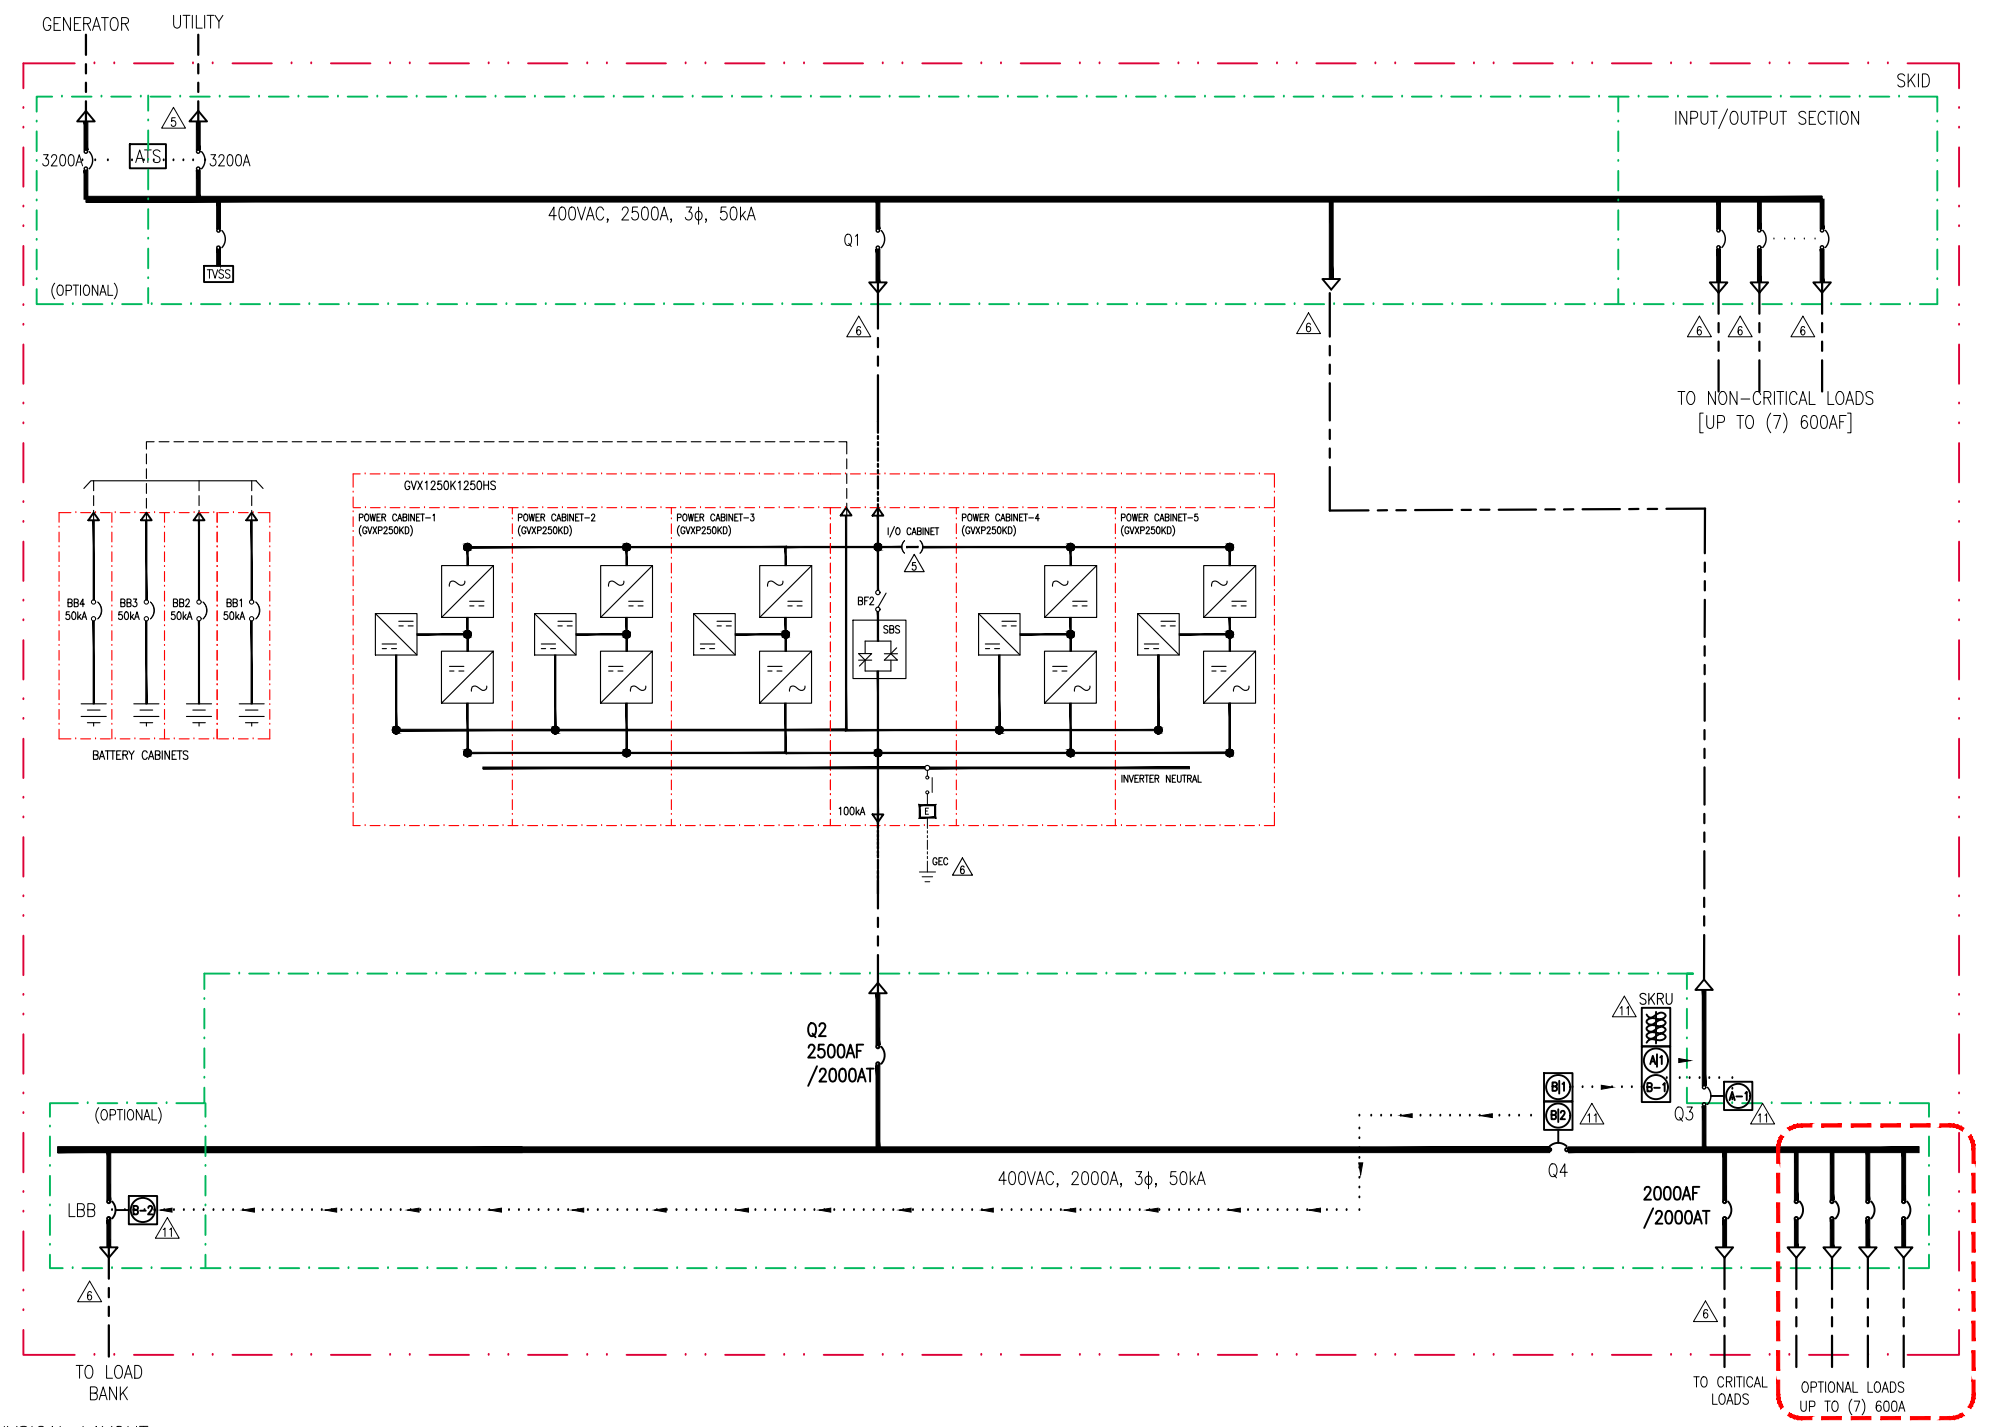 GENERATOR
UTILITY
SKID
INPUT/OUTPUT SECTION
5
3200A
ATS
3200A
400VAC, 2500A, 3ϕ, 50kA
Q1
TVSS
(OPTIONAL)
6
6
6
6
6
TO NON-CRITICAL LOADS
[UP TO (7) 600AF]
GVX1250K1250HS
POWER CABINET-1
(GVXP250KD)
POWER CABINET-2
(GVXP250KD)
POWER CABINET-3
(GVXP250KD)
I/O CABINET
5
POWER CABINET-4
(GVXP250KD)
POWER CABINET-5
(GVXP250KD)
BB4
50kA
BB3
50kA
BB2
50kA
BB1
50kA
BF2
SBS
BATTERY CABINETS
INVERTER NEUTRAL
100kA
E
GEC
6
Q2
2500AF
/2000AT
11
SKRU
A|1
B-1
B|1
B|2
11
A-1
11
Q3
(OPTIONAL)
400VAC, 2000A, 3ϕ, 50kA
Q4
LBB
B-2
11
2000AF
/2000AT
6
6
TO LOAD
BANK
TO CRITICAL
LOADS
OPTIONAL LOADS
UP TO (7) 600A